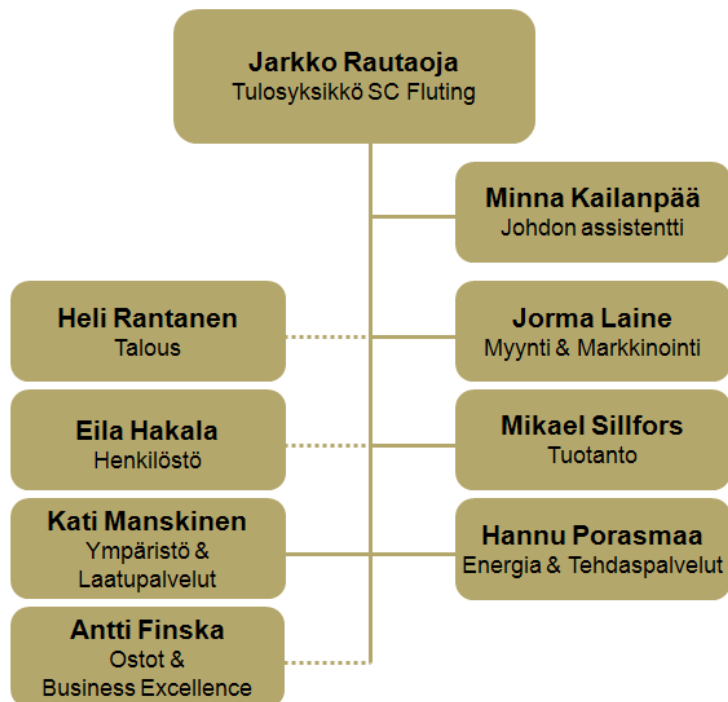 Jarkko Rautaoja
Tulosyksikkö SC Fluting
Minna Kailanpää
Johdon assistentti
Heli Rantanen
Talous
Jorma Laine
Myynti & Markkinointi
Eila Hakala
Henkilöstö
Mikael Sillfors
Tuotanto
Kati Manskinen
Ympäristö &
Laatupalvelut
Hannu Porasmaa
Energia & Tehdaspalvelut
Antti Finska
Ostot &
Business Excellence